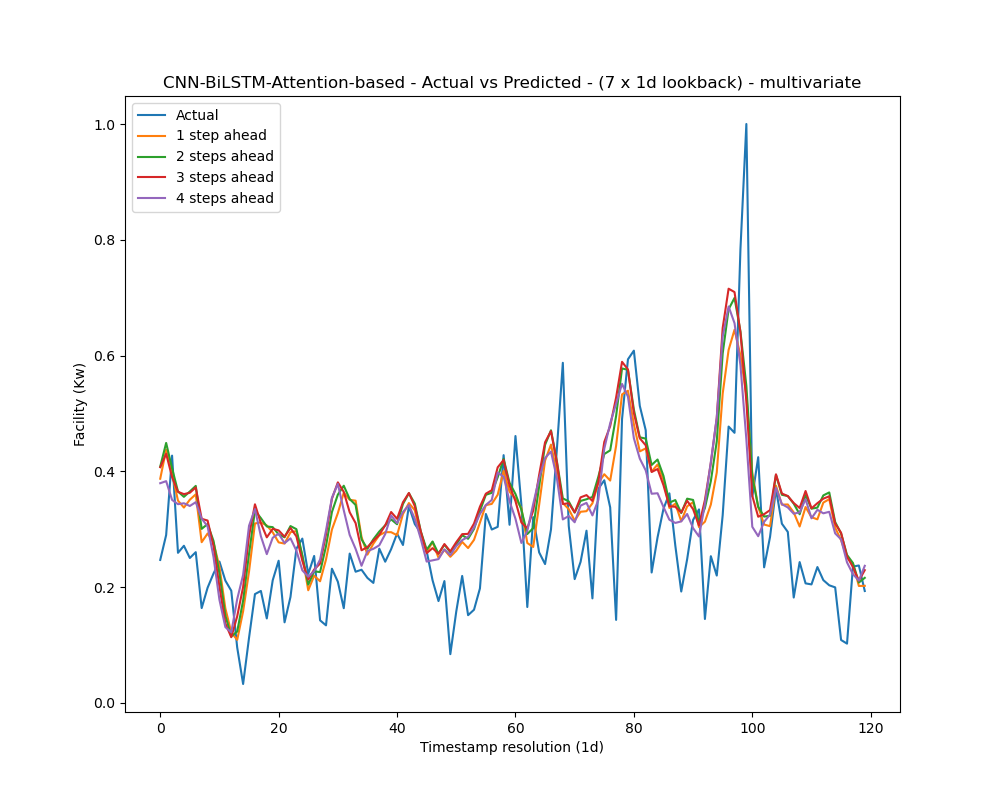 CNN-BiLSTM-Attention-based - Actual vs Predicted - (7 x 1d lookback) - multivariate
Actual
1 step ahead
2 steps ahead
3 steps ahead
4 steps ahead
1.0
0.8
0.6
0.4
0.2
0.0
Facility (Kw)
0 20 40 60 80 100 120
Timestamp resolution (1d)